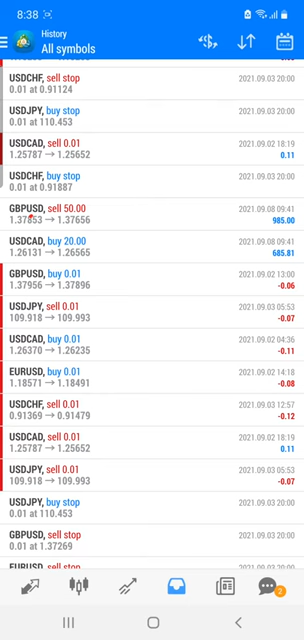 8:38
79%
History
All symbols
USDCHF, sell stop 2021.09.03 20:00
0.01 at 0.91124
USDJPY, buy stop 2021.09.03 20:00
0.01 at 110.453
USDCAD, sell 0.01 2021.09.02 18:19
1.25787 → 1.25652 0.11
USDCHF, buy stop 2021.09.03 20:00
0.01 at 0.91887
GBPUSD, sell 50.00 2021.09.08 09:41
1.37853 → 1.37656 985.00
USDCAD, buy 20.00 2021.09.08 09:41
1.26131 → 1.26565 685.81
GBPUSD, buy 0.01 2021.09.02 13:00
1.37956 → 1.37896 -0.06
USDJPY, sell 0.01 2021.09.03 05:53
109.918 → 109.993 -0.07
USDCAD, buy 0.01 2021.09.02 04:36
1.26370 → 1.26235 -0.11
EURUSD, buy 0.01 2021.09.02 14:18
1.18571 → 1.18491 -0.08
USDCHF, sell 0.01 2021.09.03 12:57
0.91369 → 0.91479 -0.12
USDCAD, sell 0.01 2021.09.02 18:19
1.25787 → 1.25652 0.11
USDJPY, sell 0.01 2021.09.03 05:53
109.918 → 109.993 -0.07
USDJPY, buy stop 2021.09.03 20:00
0.01 at 110.453
GBPUSD, sell stop 2021.09.03 20:00
0.01 at 1.37269
EURUSD, sell stop 2021.09.03 20:00
2